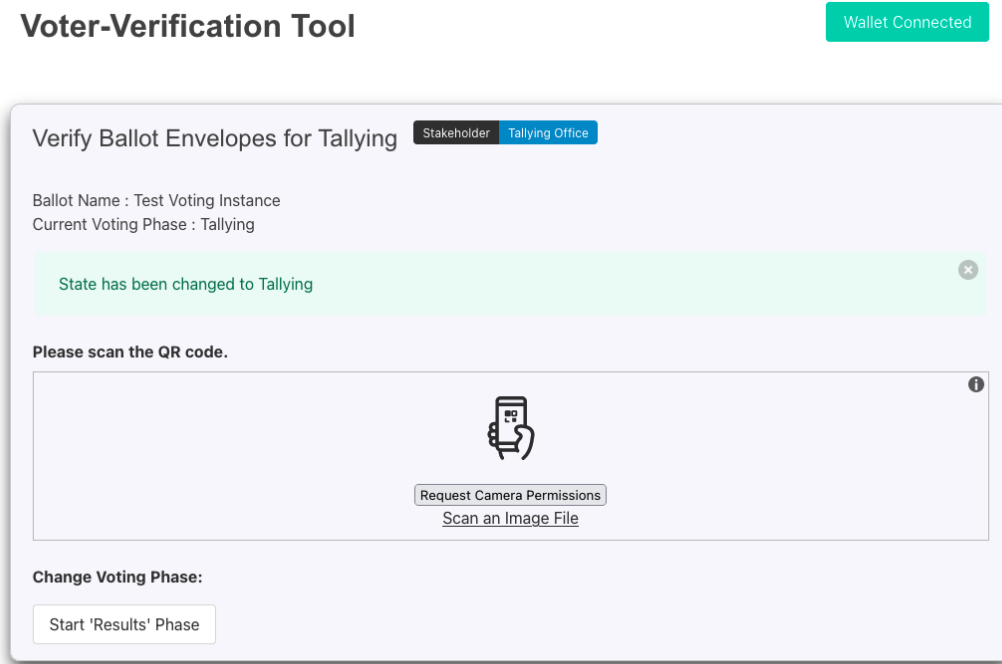 Voter-Verification Tool
Wallet Connected
Verify Ballot Envelopes for Tallying
Stakeholder Tallying Office
Ballot Name : Test Voting Instance
Current Voting Phase : Tallying
State has been changed to Tallying
Please scan the QR code.
Request Camera Permissions
Scan an Image File
Change Voting Phase:
Start 'Results' Phase